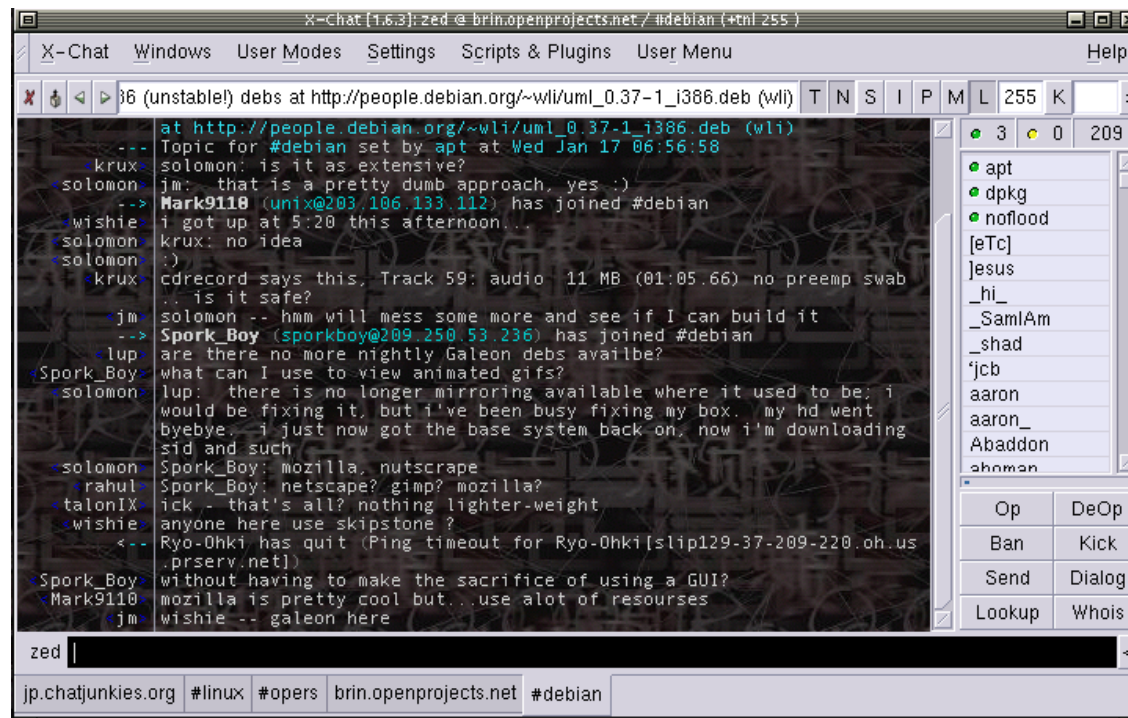 X-Chat [1.6.3]: zed @ brin.openprojects.net / #debian (+tnl 255 )
X-Chat Windows User Modes Settings Scripts & Plugins User Menu Help
36 (unstable!) debs at http://people.debian.org/~wli/uml_0.37-1_i386.deb (wli) T N S I P M L 255 K
at http://people.debian.org/~wli/uml_0.37-1_i386.deb (wli)
--- Topic for #debian set by apt at Wed Jan 17 06:56:58
<krux> solomon: is it as extensive?
<solomon> jm: that is a pretty dumb approach, yes :)
--> Mark9110 (unix@203.106.133.112) has joined #debian
<wishie> i got up at 5:20 this afternoon...
<solomon> krux: no idea
<solomon> :)
<krux> cdrecord says this, Track 59: audio 11 MB (01:05.66) no preemp swab
.. is it safe?
<jm> solomon -- hmm will mess some more and see if I can build it
--> Spork_Boy (sporkboy@209.250.53.236) has joined #debian
<lup> are there no more nightly Galeon debs availbe?
<Spork_Boy> what can I use to view animated gifs?
<solomon> lup: there is no longer mirroring available where it used to be; i
would be fixing it, but i've been busy fixing my box. my hd went
byebye. i just now got the base system back on, now i'm downloading
sid and such
<solomon> Spork_Boy: mozilla, nutscrape
<rahul> Spork_Boy: netscape? gimp? mozilla?
<talonIX> ick - that's all? nothing lighter-weight
<wishie> anyone here use skipstone ?
<-- Ryo-Ohki has quit (Ping timeout for Ryo-Ohki[slip129-37-209-220.oh.us
.prserv.net])
<Spork_Boy> without having to make the sacrifice of using a GUI?
<Mark9110> mozilla is pretty cool but...use alot of resourses
<jm> wishie -- galeon here
3 0 209
apt
dpkg
noflood
[eTc]
]esus
_hi_
_SamIAm
_shad
`jcb
aaron
aaron_
Abaddon
aboman
Op DeOp
Ban Kick
Send Dialog
Lookup Whois
zed
jp.chatjunkies.org #linux #opers brin.openprojects.net #debian